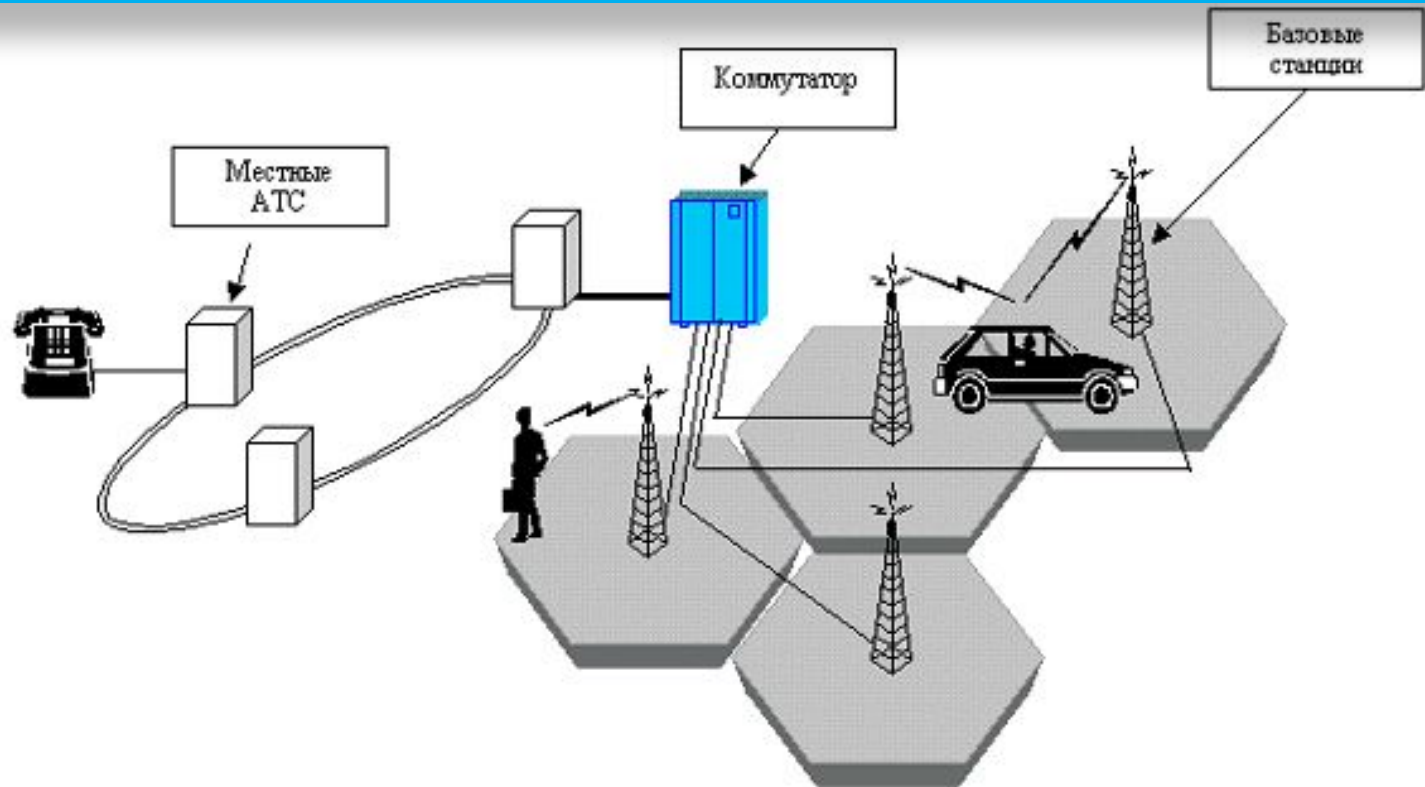 Базовые
станции
Коммутатор
Местные
АТС